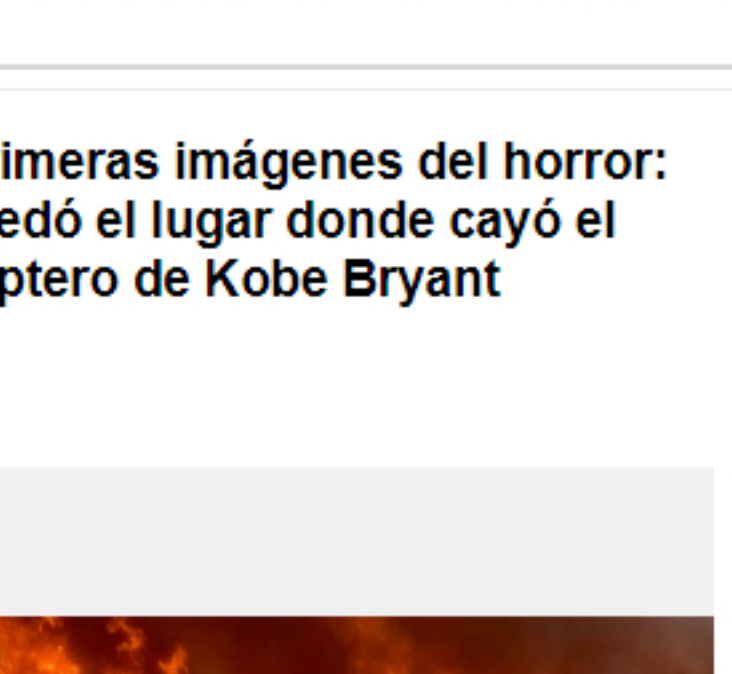 imeras imágenes del horror:
edó el lugar donde cayó el
ptero de Kobe Bryant